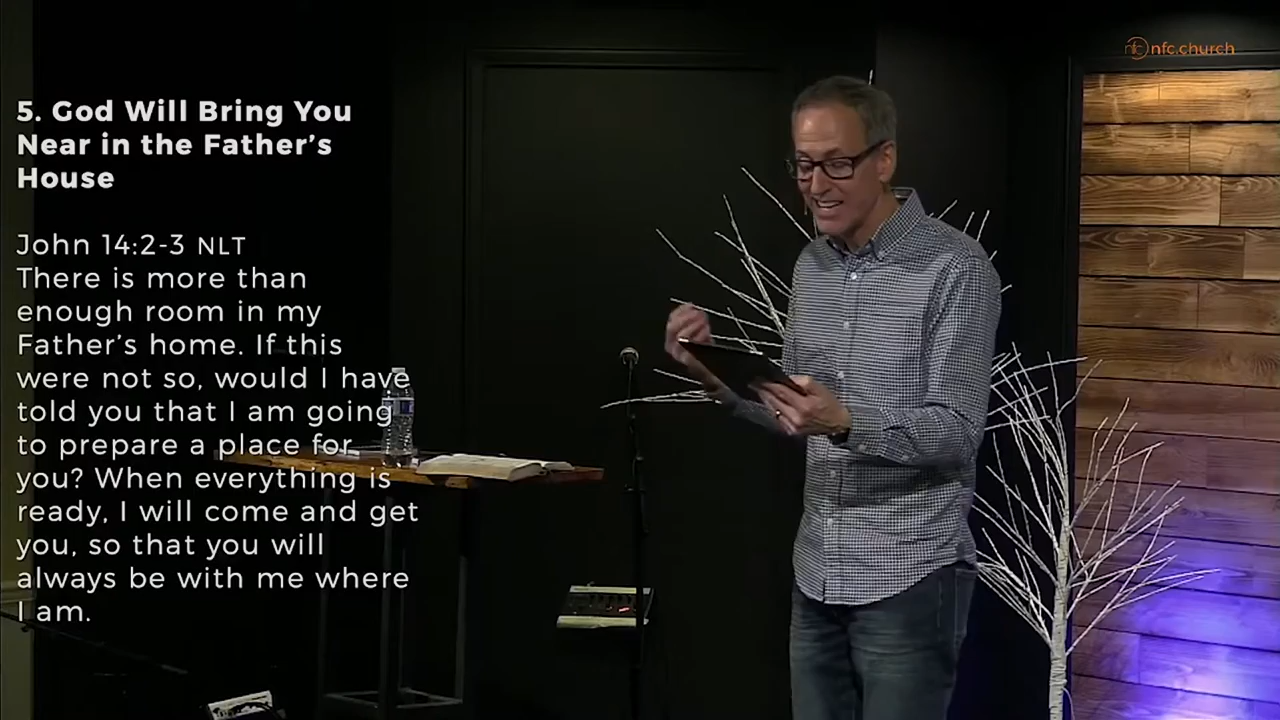 nfc.church
5. God Will Bring You
Near in the Father’s
House
John 14:2-3 NLT
There is more than
enough room in my
Father’s home. If this
were not so, would I have
told you that I am going
to prepare a place for
you? When everything is
ready, I will come and get
you, so that you will
always be with me where
I am.